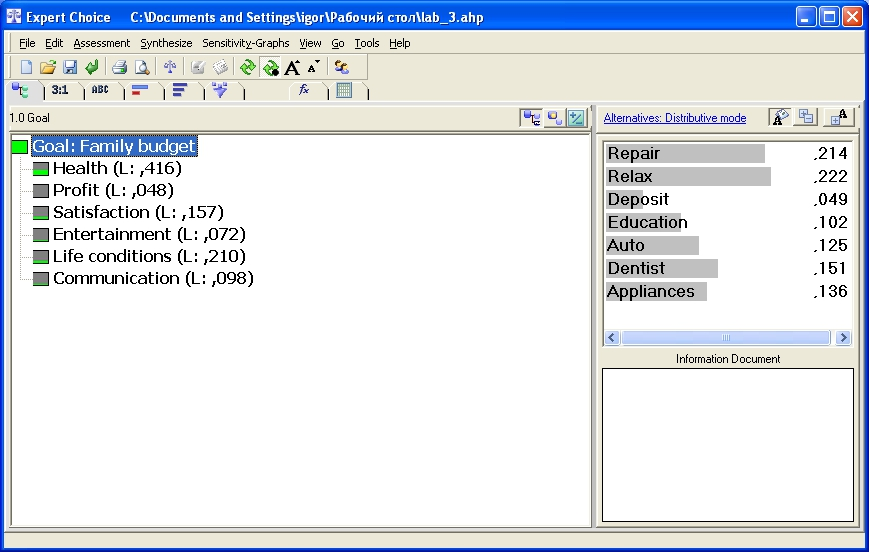 Expert Choice C:\Documents and Settings\igor\Рабочий стол\lab_3.ahp
File Edit Assessment Synthesize Sensitivity-Graphs View Go Tools Help
A A
3:1 ABC fx
1.0 Goal
Alternatives: Distributive mode
A
A
Goal: Family budget
Health (L: ,416)
Profit (L: ,048)
Satisfaction (L: ,157)
Entertainment (L: ,072)
Life conditions (L: ,210)
Communication (L: ,098)
Repair ,214
Relax ,222
Deposit ,049
Education ,102
Auto ,125
Dentist ,151
Appliances ,136
Information Document